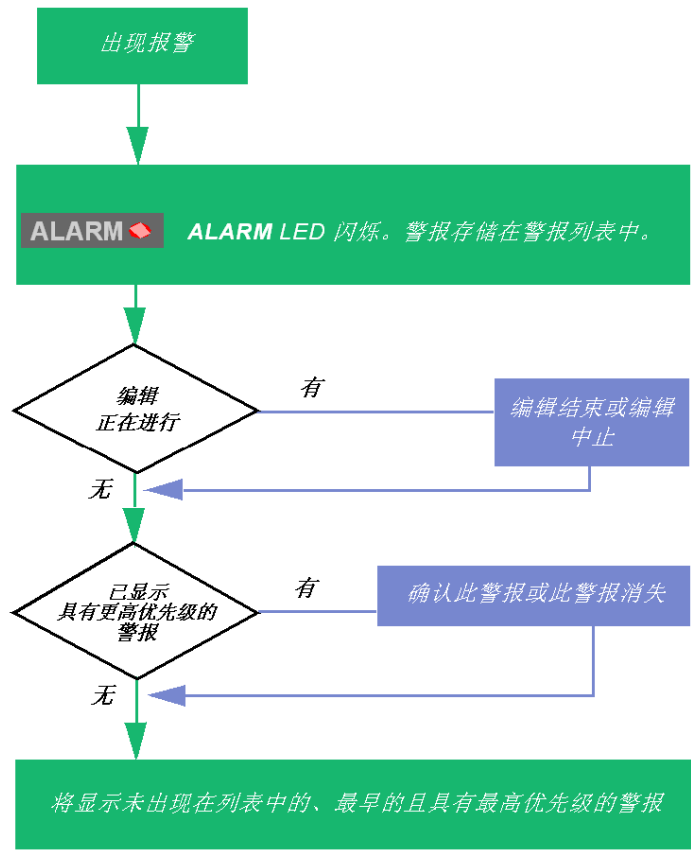 出现报警
ALARM
ALARM LED 闪烁。警报存储在警报列表中。
编辑
正在进行
有
编辑结束或编辑
中止
无
已显示
具有更高优先级的
警报
有
确认此警报或此警报消失
无
将显示未出现在列表中的、最早的且具有最高优先级的警报